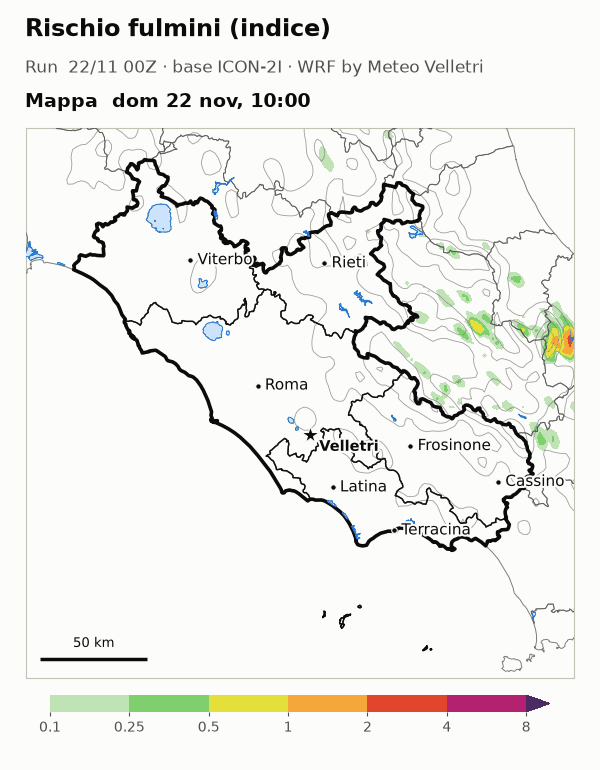 Rischio fulmini (indice)
Run  22/11 00Z · base ICON-2I · WRF by Meteo Velletri
Mappa  dom 22 nov, 10:00
Viterbo
Rieti
Roma
Velletri
Frosinone
Latina
Cassino
Terracina
50 km
0.1 0.25 0.5 1 2 4 8